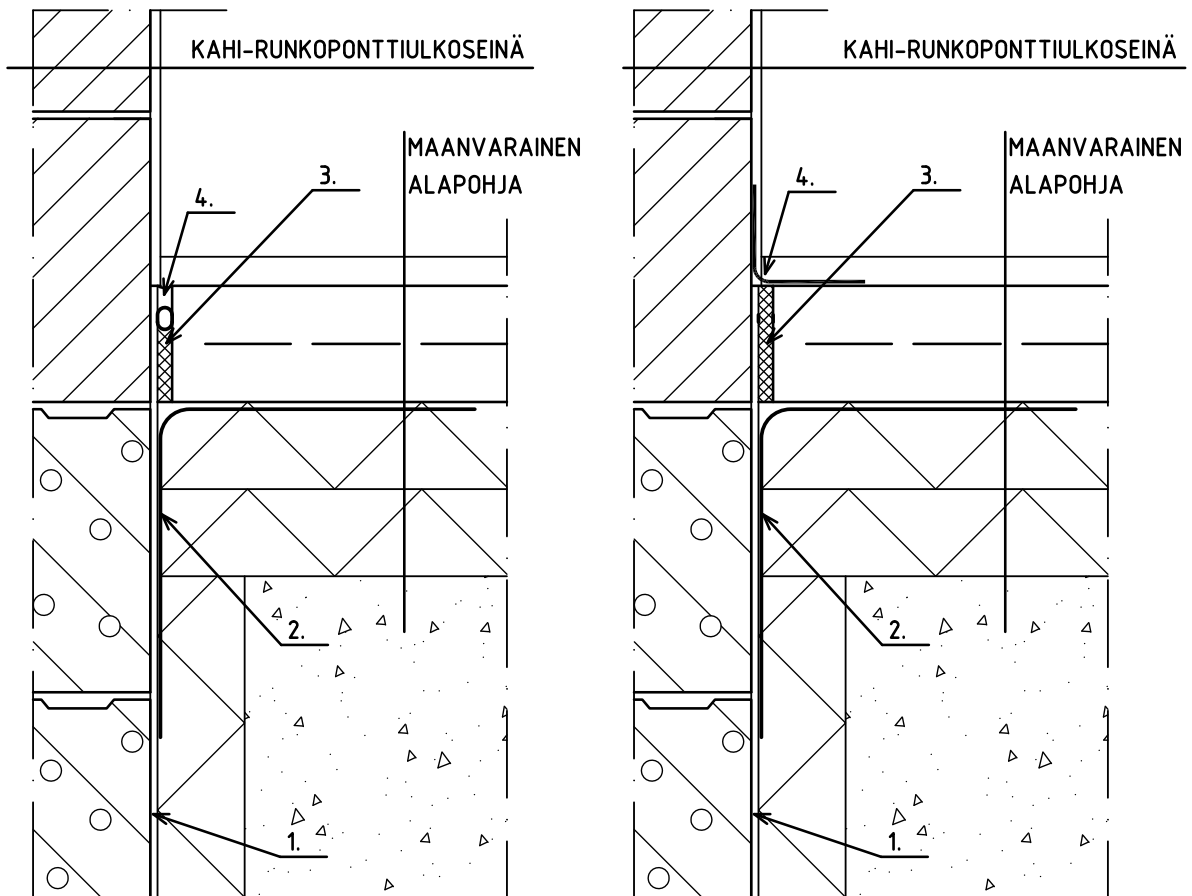 KAHI-RUNKOPONTTIULKOSEINÄ
MAANVARAINEN
ALAPOHJA
4.
3.
2.
1.
KAHI-RUNKOPONTTIULKOSEINÄ
MAANVARAINEN
ALAPOHJA
4.
3.
2.
1.